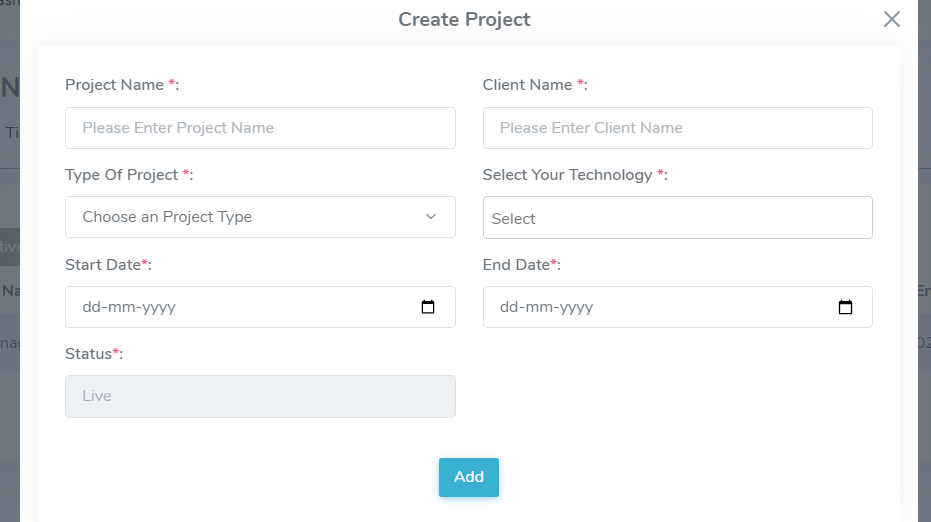 Create Project
Project Name *:
Client Name *:
Please Enter Project Name
Please Enter Client Name
Type Of Project *:
Select Your Technology *:
Choose an Project Type
Select
Start Date*:
End Date*:
dd-mm-yyyy
dd-mm-yyyy
Status*:
Live
Add